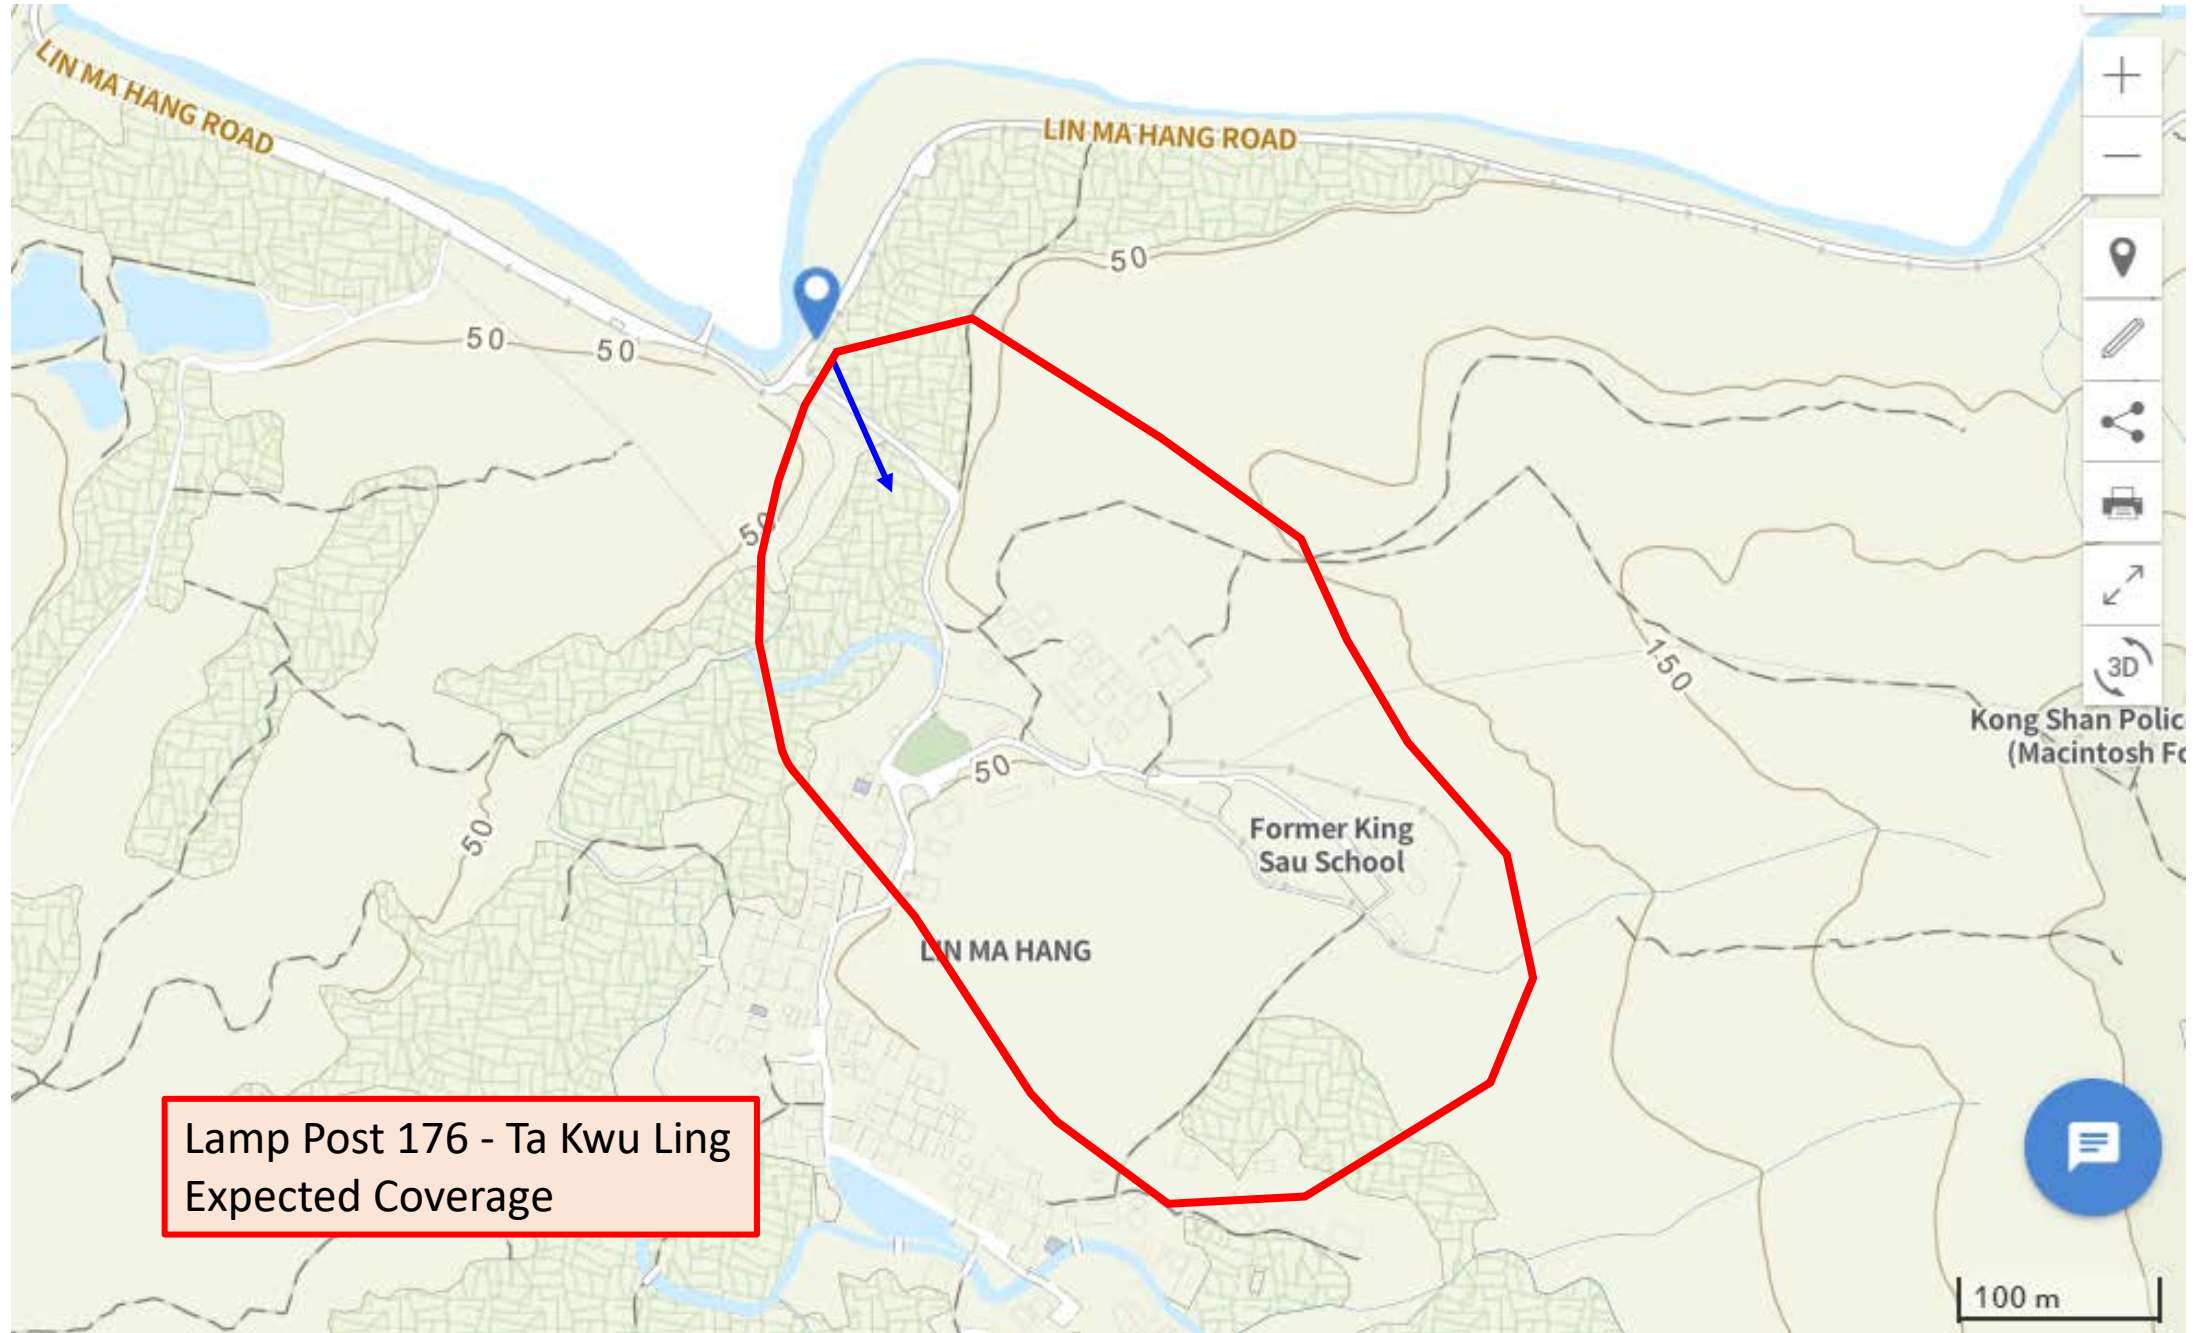 LIN MA HANG ROAD
LIN MA HANG ROAD
50
50
50
50
150
3D
Kong Shan Polic
(Macintosh Fo
50
50
Former King
Sau School
LIN MA HANG
Lamp Post 176 - Ta Kwu Ling
Expected Coverage
100 m